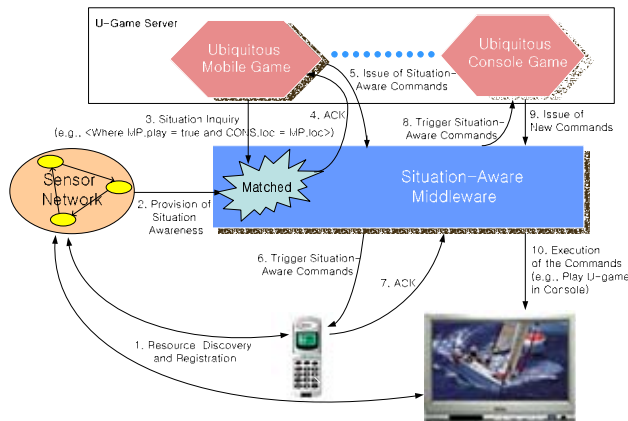 U-Game Server
Ubiquitous
Mobile Game
Ubiquitous
Console Game
5. Issue of Situation-
Aware Commands
3. Situation Inquiry
(e.g., <Where MP.play = true and CONS.loc = MP.loc>)
4. ACK
8. Trigger Situation-
Aware Commands
9. Issue of
New Commands
Sensor
Network
2. Provision of
Situation
Awareness
Matched
Situation-Aware
Middleware
6. Trigger Situation-
Aware Commands
7. ACK
10. Execution
of the Commands
(e.g., Play U-game
in Console)
1. Resource Discovery
and Registration